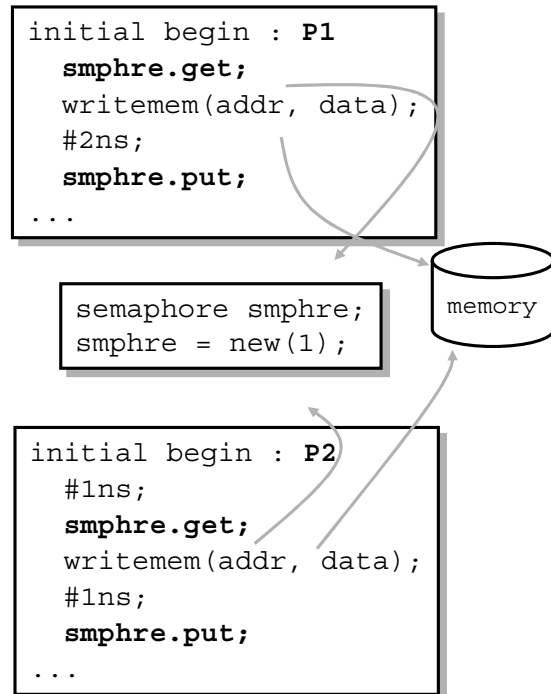 initial begin : P1
smphre.get;
writemem(addr, data);
#2ns;
smphre.put;
...
memory
semaphore smphre;
smphre = new(1);
initial begin : P2
#1ns;
smphre.get;
writemem(addr, data);
#1ns;
smphre.put;
...